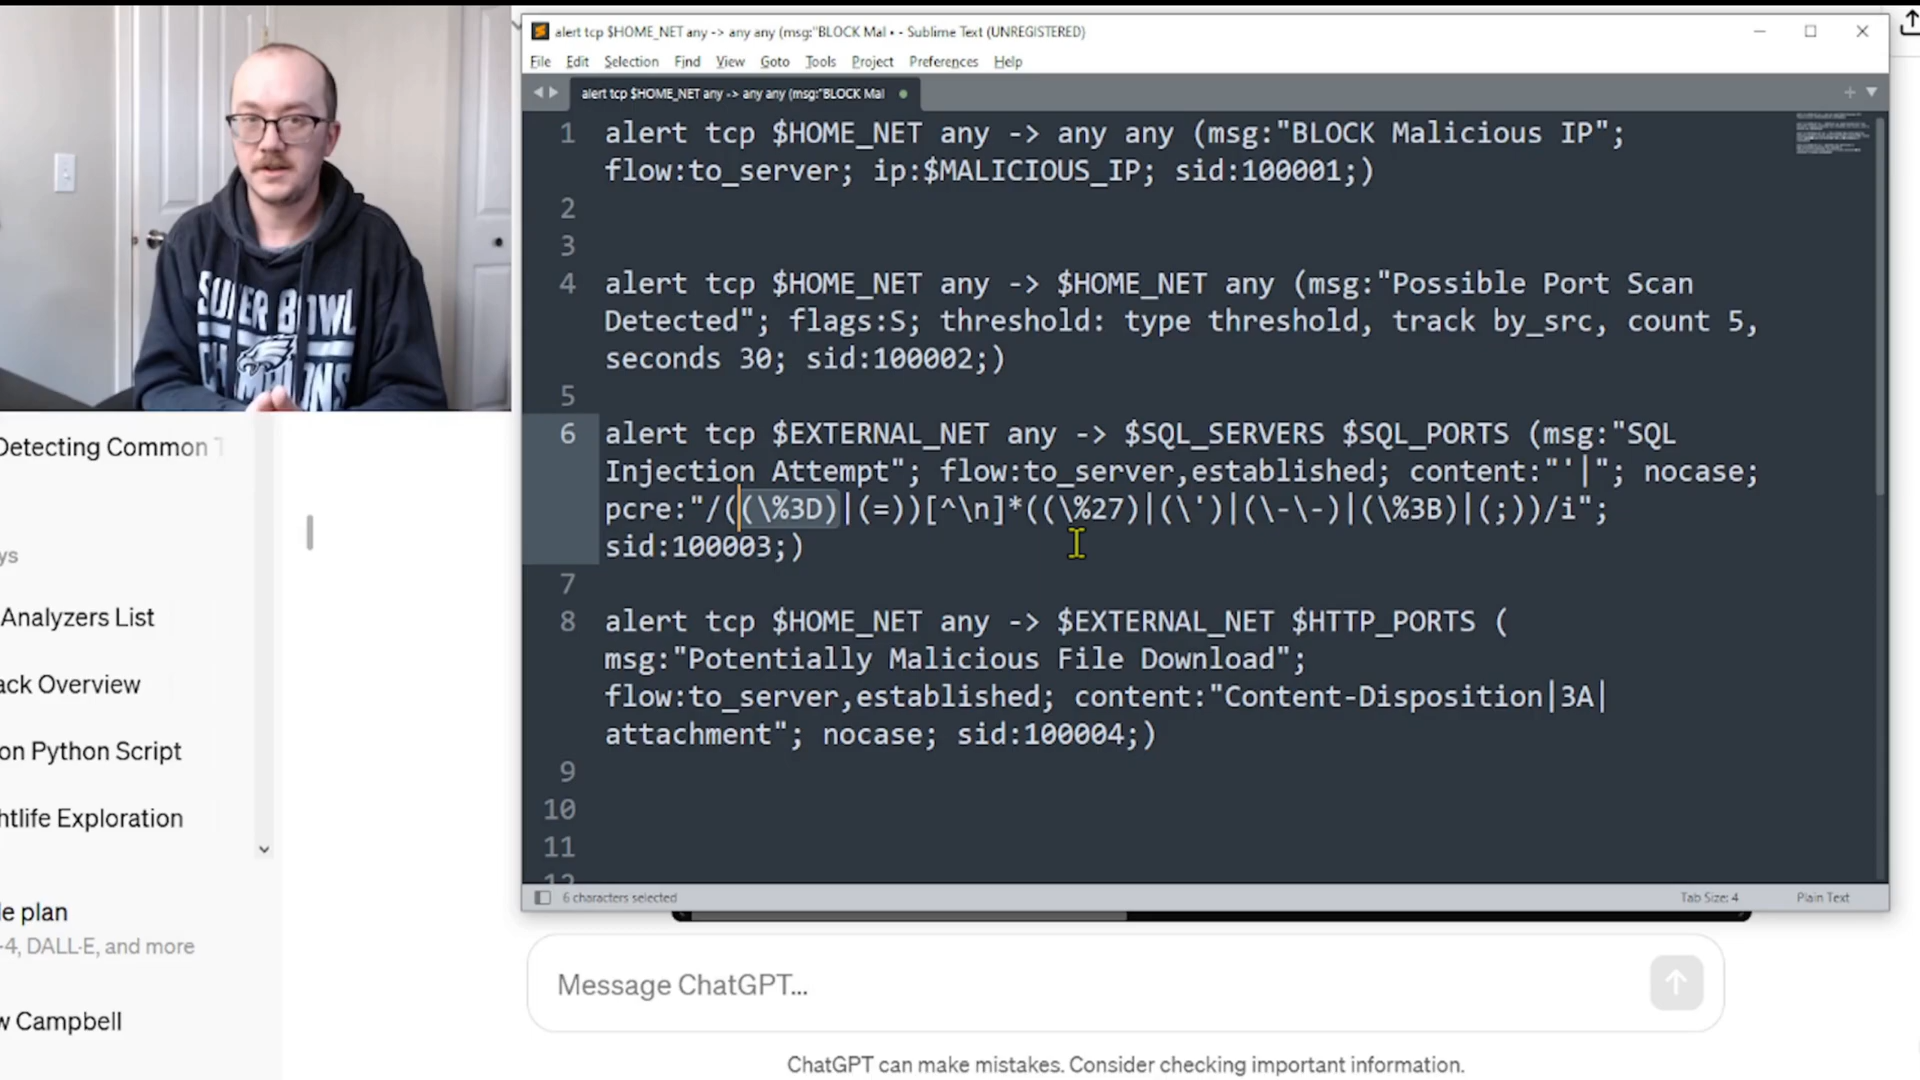 alert tcp $HOME_NET any -> any any (msg:"BLOCK Mal • - Sublime Text (UNREGISTERED)
File Edit Selection Find View Goto Tools Project Preferences Help
alert tcp $HOME_NET any -> any any (msg:"BLOCK Mal
1 alert tcp $HOME_NET any -> any any (msg:"BLOCK Malicious IP";
flow:to_server; ip:$MALICIOUS_IP; sid:100001;)
2
3
4 alert tcp $HOME_NET any -> $HOME_NET any (msg:"Possible Port Scan
Detected"; flags:S; threshold: type threshold, track by_src, count 5,
seconds 30; sid:100002;)
5
6 alert tcp $EXTERNAL_NET any -> $SQL_SERVERS $SQL_PORTS (msg:"SQL
Injection Attempt"; flow:to_server,established; content:"'|"; nocase;
pcre:"/((\%3D)|(=))[^\n]*((\%27)|(\')|(\-\-)|(\%3B)|(;))/i";
sid:100003;)
7
8 alert tcp $HOME_NET any -> $EXTERNAL_NET $HTTP_PORTS (
msg:"Potentially Malicious File Download";
flow:to_server,established; content:"Content-Disposition|3A|
attachment"; nocase; sid:100004;)
9
10
11
6 characters selected
Tab Size: 4
Plain Text
SUPER BOWL
CHAMPIONS
Detecting Common
ys
Analyzers List
ack Overview
on Python Script
htlife Exploration
le plan
-4, DALL·E, and more
w Campbell
Message ChatGPT...
ChatGPT can make mistakes. Consider checking important information.